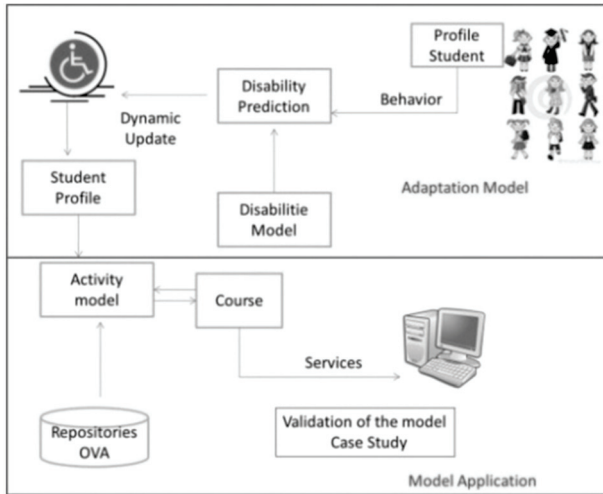 Profile
Student
Disability
Prediction
Behavior
Dynamic
Update
Student
Profile
Disabilitie
Model
Adaptation Model
Activity
model
Course
Services
Repositories
OVA
Validation of the model
Case Study
Model Application